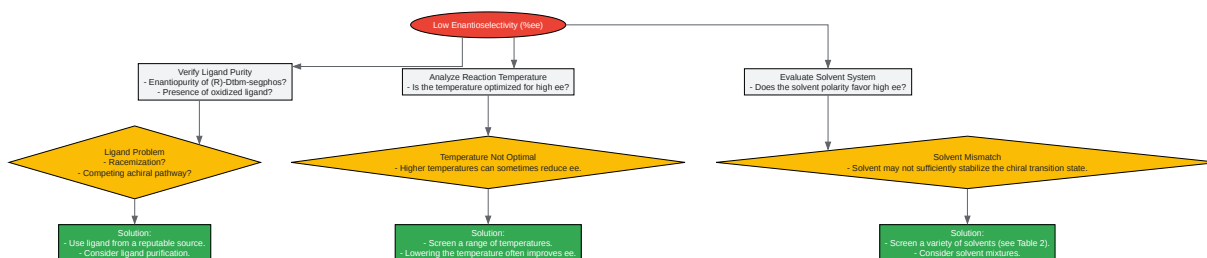 Low Enantioselectivity (%ee)
Verify Ligand Purity
- Enantiopurity of (R)-Dtbm-segphos?
- Presence of oxidized ligand?
Analyze Reaction Temperature
- Is the temperature optimized for high ee?
Evaluate Solvent System
- Does the solvent polarity favor high ee?
Ligand Problem
- Racemization?
- Competing achiral pathway?
Temperature Not Optimal
- Higher temperatures can sometimes reduce ee.
Solvent Mismatch
- Solvent may not sufficiently stabilize the chiral transition state.
Solution:
- Use ligand from a reputable source.
- Consider ligand purification.
Solution:
- Screen a range of temperatures.
- Lowering the temperature often improves ee.
Solution:
- Screen a variety of solvents (see Table 2).
- Consider solvent mixtures.